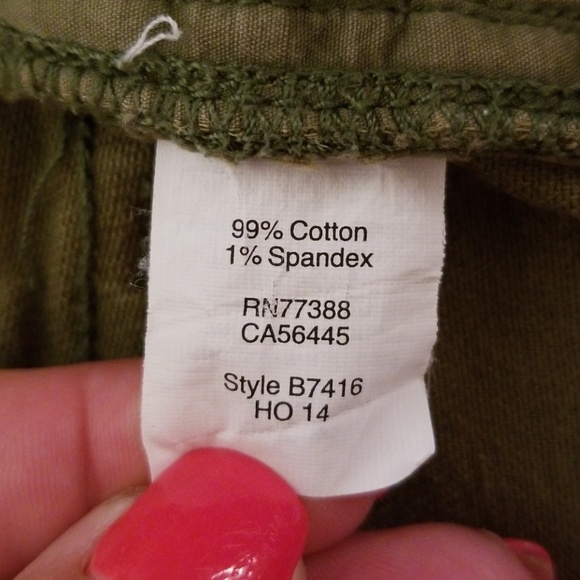 99% Cotton
1% Spandex
RN77388
CA56445
Style B7416
HO 14